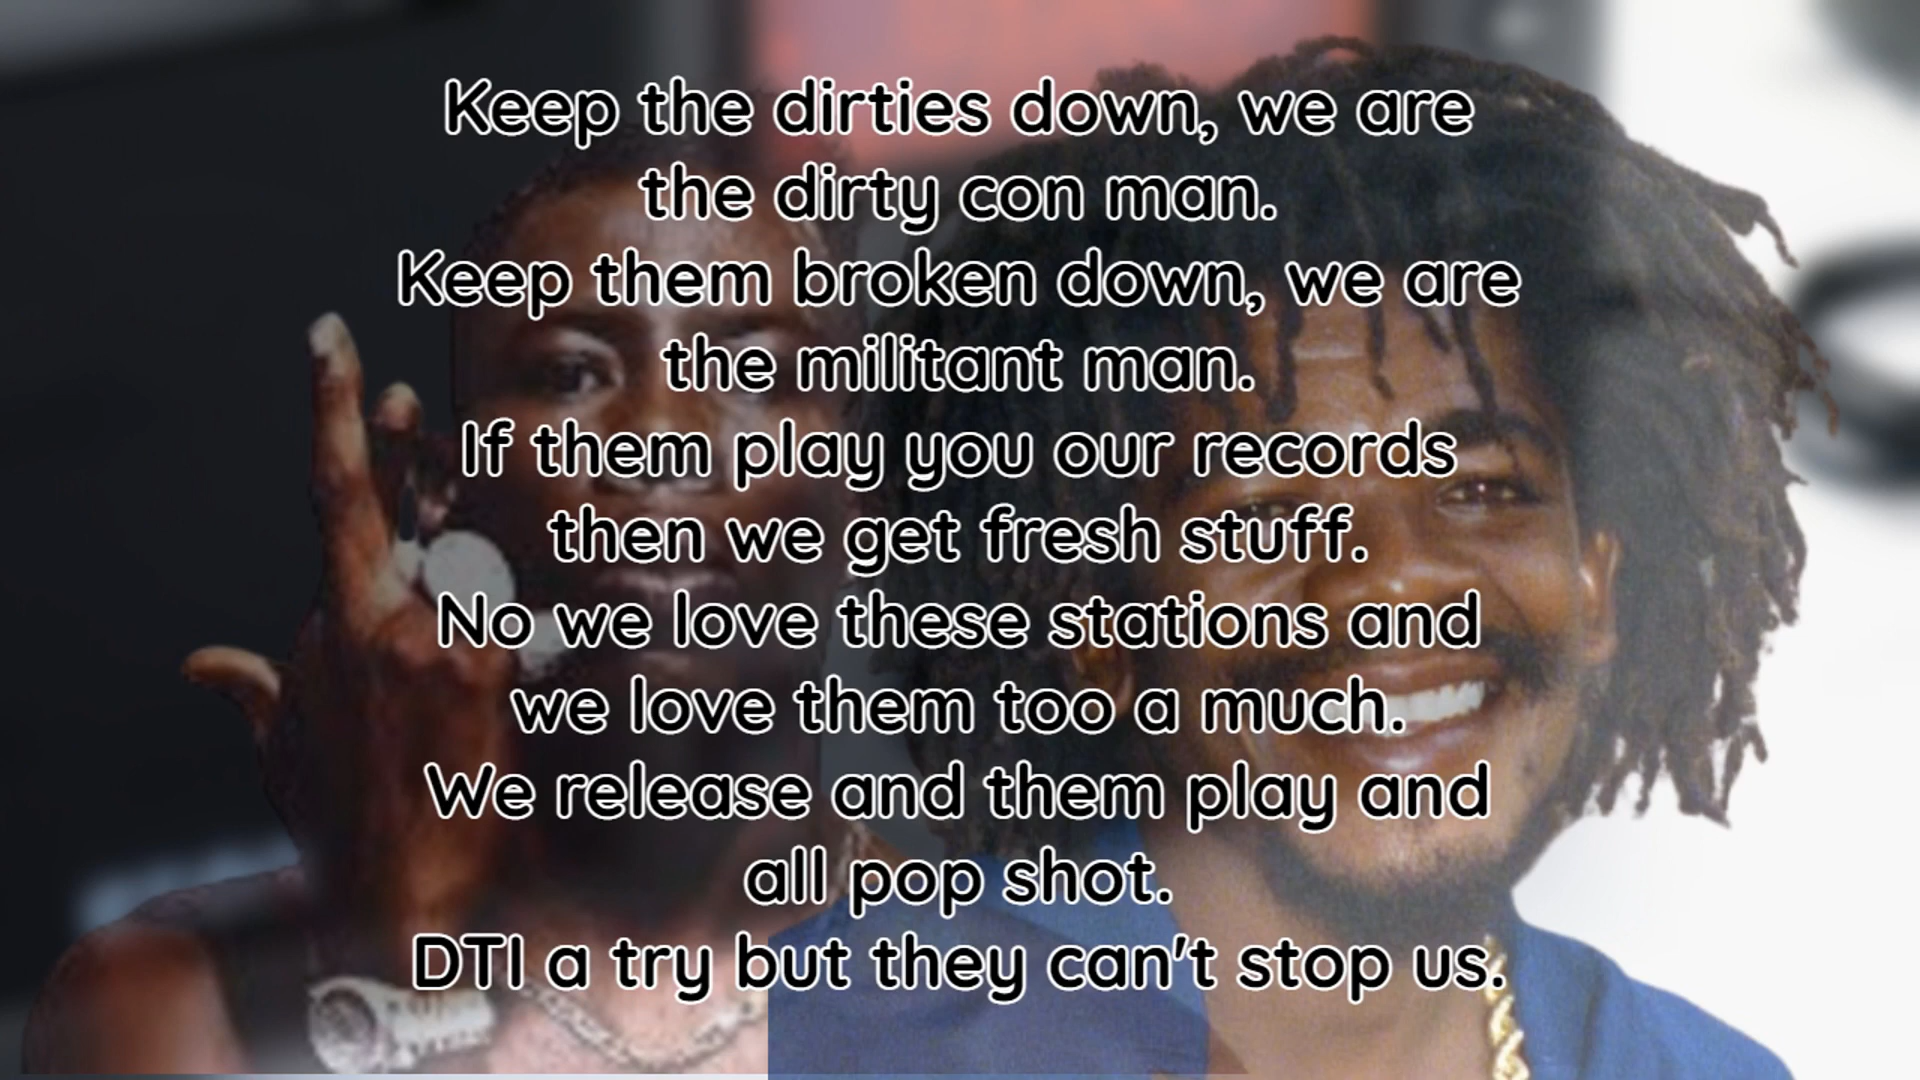 Keep the dirties down, we are
the dirty con man.
Keep them broken down, we are
the militant man.
If them play you our records
then we get fresh stuff.
No we love these stations and
we love them too a much.
We release and them play and
all pop shot.
DTI a try but they can't stop us.